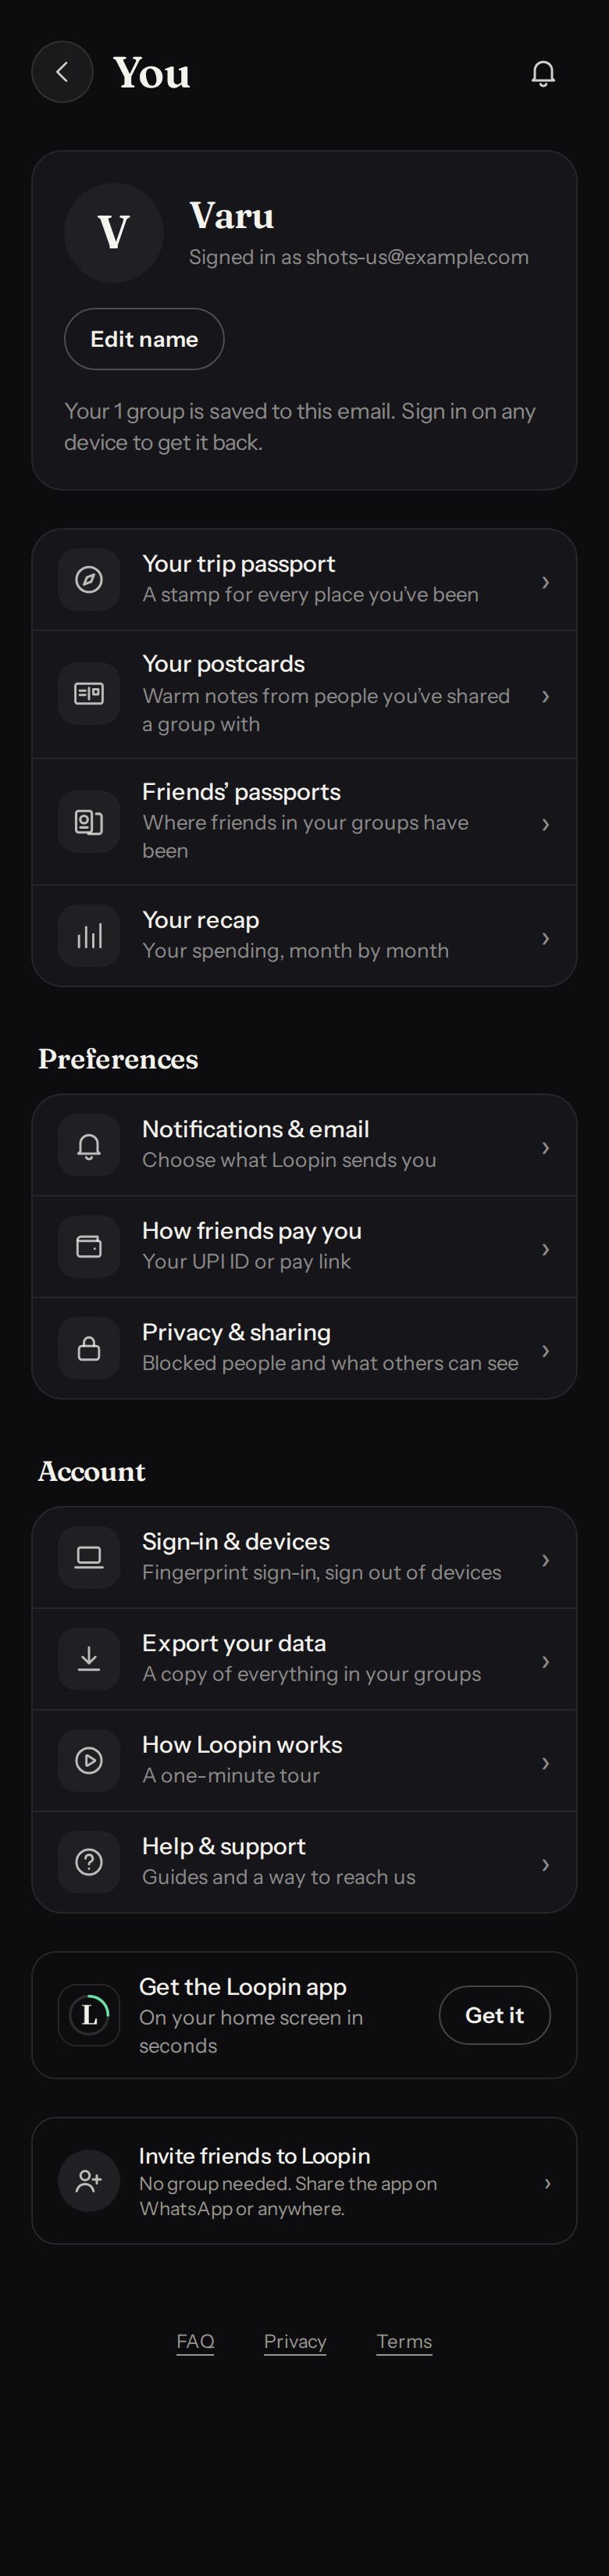 You
V
Varu
Signed in as shots-us@example.com
Edit name
Your 1 group is saved to this email. Sign in on any
device to get it back.
Your trip passport
A stamp for every place you’ve been
Your postcards
Warm notes from people you’ve shared
a group with
Friends’ passports
Where friends in your groups have
been
Your recap
Your spending, month by month
Preferences
Notifications & email
Choose what Loopin sends you
How friends pay you
Your UPI ID or pay link
Privacy & sharing
Blocked people and what others can see
Account
Sign-in & devices
Fingerprint sign-in, sign out of devices
Export your data
A copy of everything in your groups
How Loopin works
A one-minute tour
Help & support
Guides and a way to reach us
L
Get the Loopin app
On your home screen in
seconds
Get it
Invite friends to Loopin
No group needed. Share the app on
WhatsApp or anywhere.
FAQ Privacy Terms